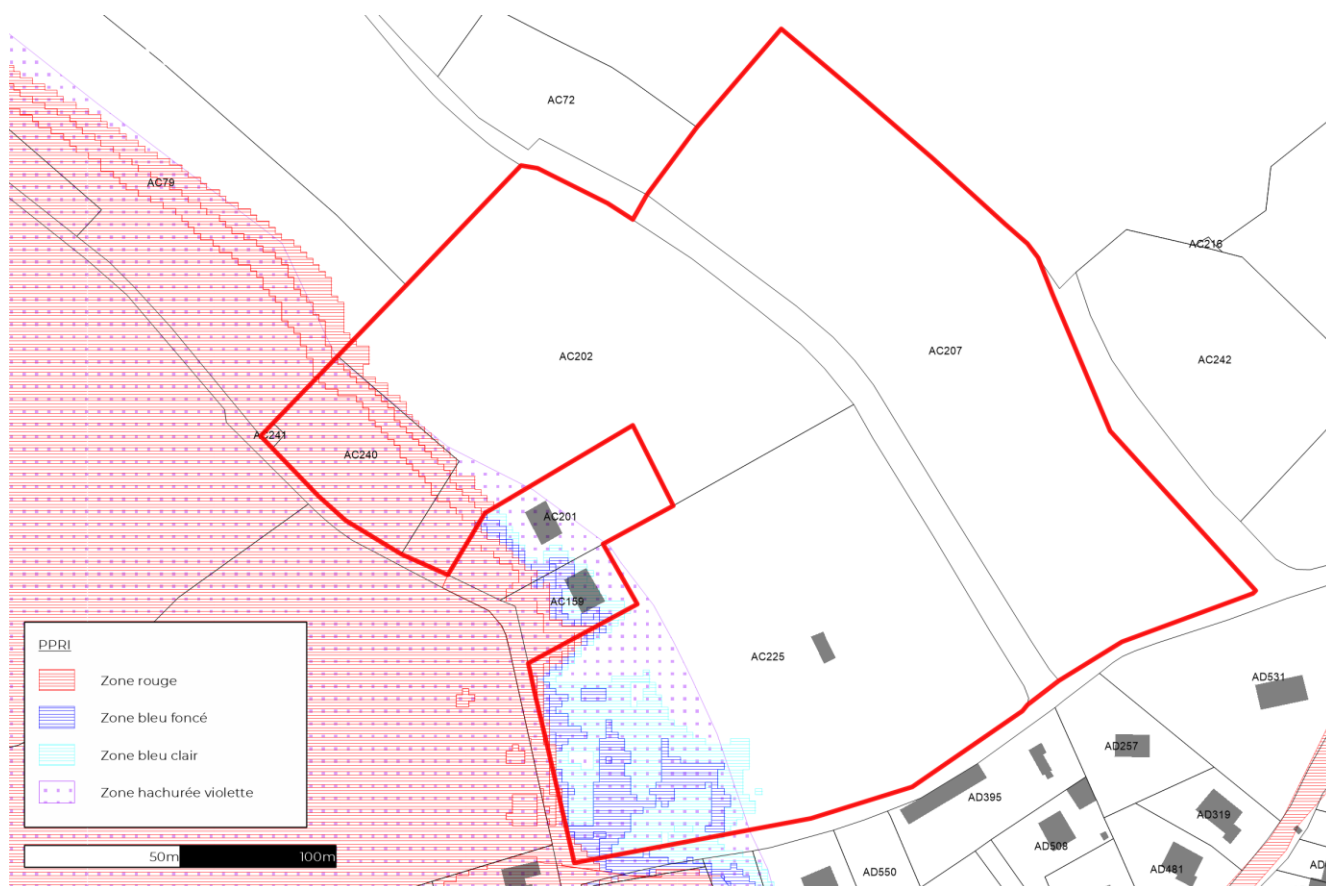 AC72
AC79
AC216
AC202
AC207
AC242
AC241
AC240
AC201
AC159
AC225
AD531
AD257
AD395
AD319
AD508
AD481
AD550
AD
PPRI
Zone rouge
Zone bleu foncé
Zone bleu clair
Zone hachurée violette
50m
100m